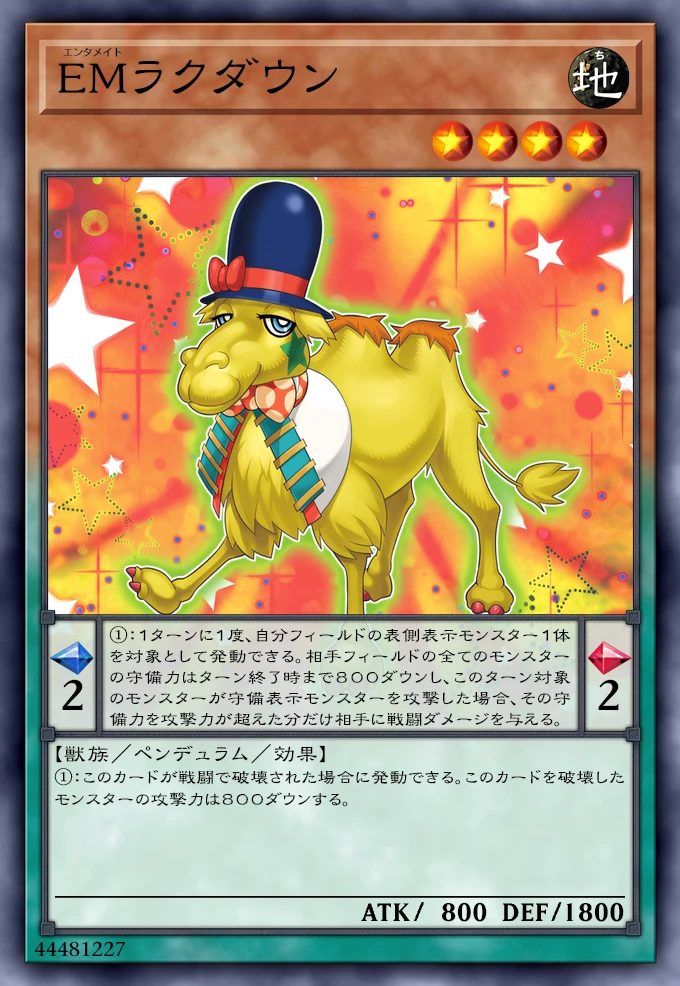 エンタメイト
EMラクダウン
ち
地
①：1ターンに1度、自分フィールドの表側表示モンスター1体
を対象として発動できる。相手フィールドの全てのモンスター
の守備力はターン終了時まで８００ダウンし、このターン対象
のモンスターが守備表示モンスターを攻撃した場合、その守
備力を攻撃力が超えた分だけ相手に戦闘ダメージを与える。
2
2
【獣族／ペンデュラム／効果】
①：このカードが戦闘で破壊された場合に発動できる。このカードを破壊した
モンスターの攻撃力は８００ダウンする。
ATK/ 800 DEF/1800
44481227